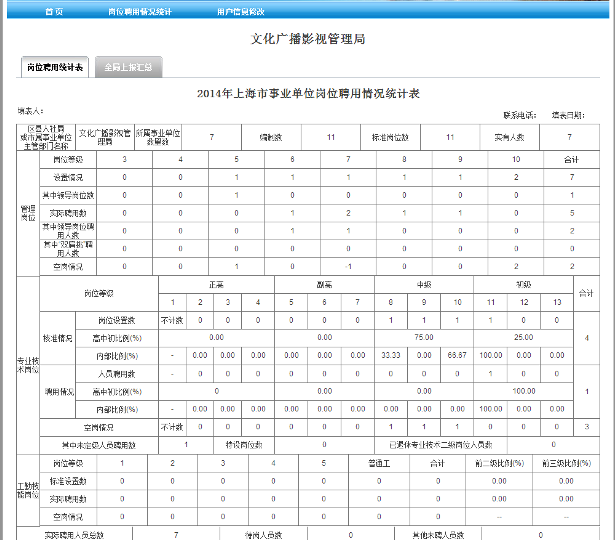 首 页 岗位聘用情况统计 用户信息修改
文化广播影视管理局
岗位聘用统计表 全局上报汇总
2014年上海市事业单位岗位聘用情况统计表
填表人： 联系电话： 填表日期：
区县人社局或市属事业单位主管部门名称 文化广播影视管理局 所属事业单位数量数 7 编制数 11 标准岗位数 11 实有人数 7
管理岗位
岗位等级 3 4 5 6 7 8 9 10 合计
设置情况 0 0 1 1 1 1 1 2 7
其中领导岗位数 0 0 1 0 0 0 0 0 1
实际聘用数 0 0 0 1 2 1 1 0 5
其中领导岗位聘用人数 0 0 0 1 1 0 0 0 2
其中"双肩挑"聘用人数 0 0 0 0 0 0 0 0 0
空岗情况 0 0 1 0 -1 0 0 2 2
专业技术岗位
岗位等级 正高 副高 中级 初级 合计
1 2 3 4 5 6 7 8 9 10 11 12 13
核准情况 岗位设置数 不计数 0 0 0 0 0 0 1 1 1 1 0 0 4
高中初比例(%) 0.00 0.00 75.00 25.00
内部比例(%) - 0.00 0.00 0.00 0.00 0.00 0.00 33.33 0.00 66.67 100.00 0.00 0.00
聘用情况 人员聘用数 - 0 0 0 0 0 0 0 0 0 1 0 0 1
高中初比例(%) 0 0.00 0.00 100.00
内部比例(%) - 0.00 0.00 0.00 0.00 0.00 0.00 0.00 0.00 0.00 100.00 0.00 0.00
空岗情况 不计数 0 0 0 0 0 0 1 1 1 0 0 0 3
其中未定级人员聘用数 1 特设岗位数 0 已退休专业技术二级岗位人员数 0
工勤技能岗位
岗位等级 1 2 3 4 5 普通工 合计 前二级比例(%) 前三级比例(%)
标准设置数 0 0 0 0 0 0 0 0.00 0.00
实际聘用数 0 0 0 0 0 0 0 0.00 0.00
空岗情况 0 0 0 0 0 0 0 -- --
实际聘用人员总数 7 待岗人员数 0 其他未聘人员数 0